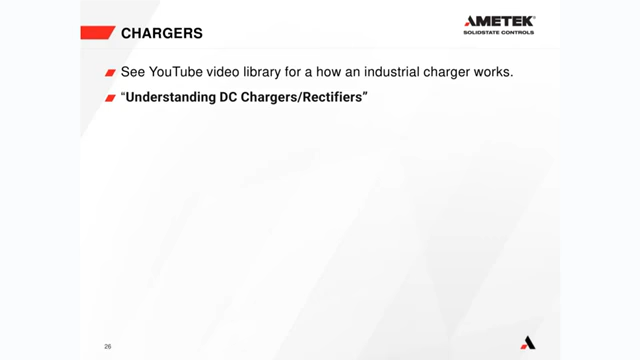 CHARGERS
AMETEK®
SOLIDSTATE CONTROLS
See YouTube video library for a how an industrial charger works.
“Understanding DC Chargers/Rectifiers”
26